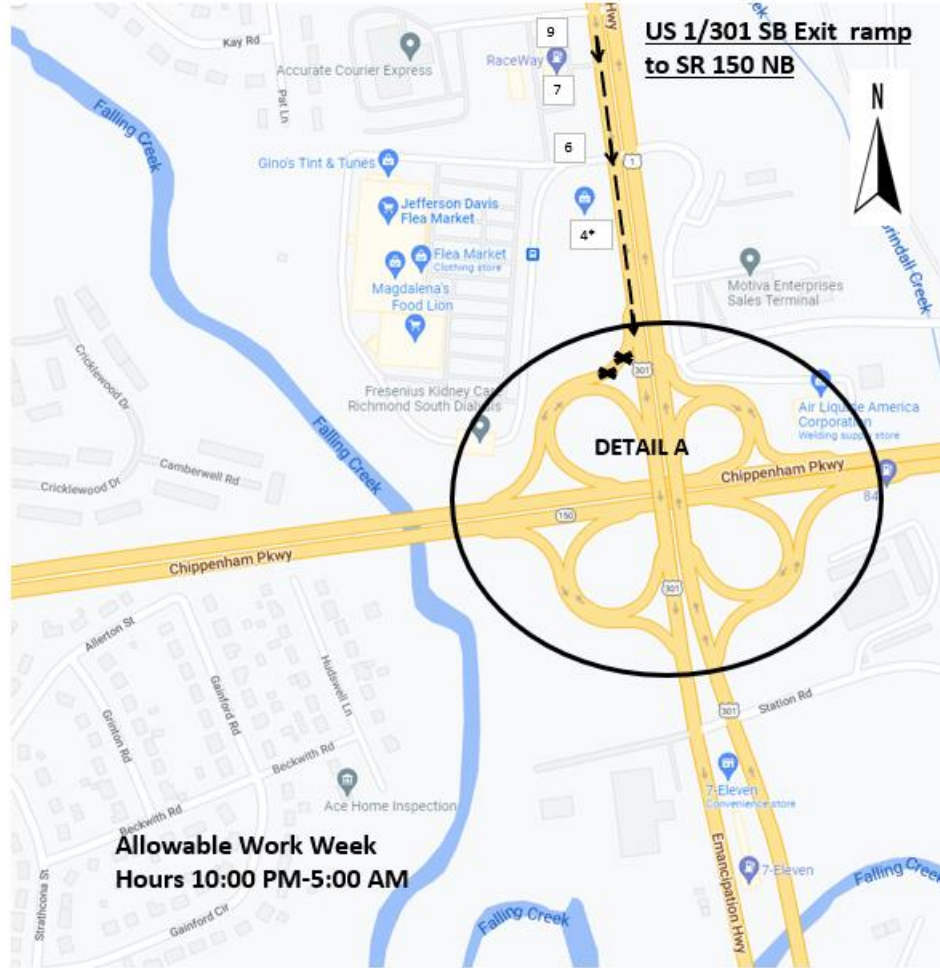 US 1/301 SB Exit ramp
to SR 150 NB
N
Hwy
9
7
6
4*
Kay Rd
Pat Ln
Accurate Courier Express
RaceWay
Falling Creek
Gino's Tint & Tunes
1
Jefferson Davis
Flea Market
Flea Market
Clothing store
Magdalena's
Food Lion
Motiva Enterprises
Sales Terminal
Grindall Creek
Cricklewood Dr
Fresenius Kidney Ca
Richmond South Dialysis
301
Air Liquide America
Corporation
Welding supply store
DETAIL A
Chippenham Pkwy
84
Camberwell Rd
Cricklewood Dr
Falling Creek
150
Chippenham Pkwy
301
Allerton St
Gainford Rd
Hudswell Ln
Grinton Rd
Beckwith Rd
Station Rd
301
7-Eleven
Convenience store
Ace Home Inspection
Beckwith Rd
Allowable Work Week
Hours 10:00 PM-5:00 AM
Strathcona St
Gainford Cir
Falling Creek
Emancipation Hwy
7-Eleven
Falling Creek